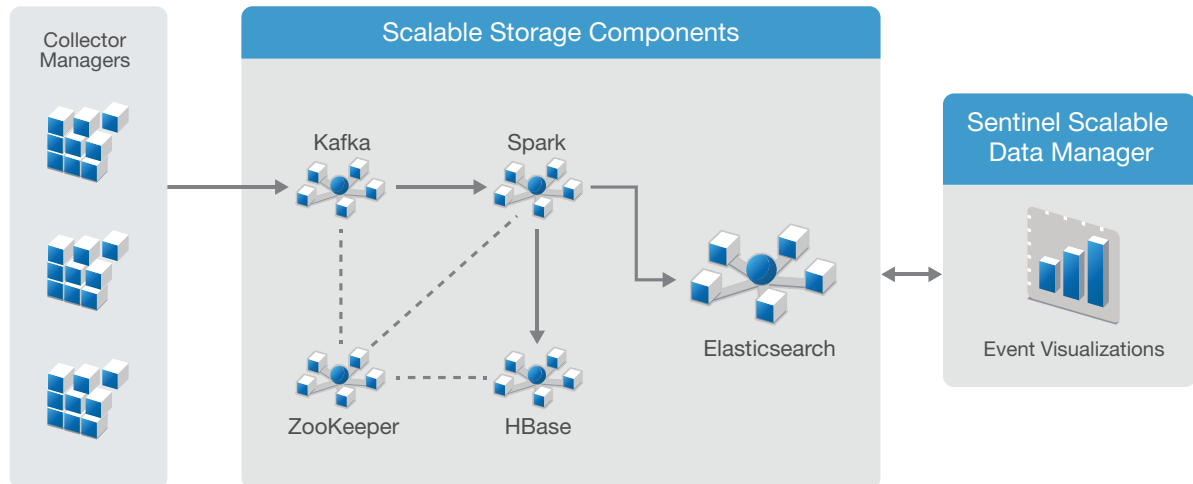 Collector
Managers
Scalable Storage Components
Kafka
Spark
ZooKeeper
HBase
Elasticsearch
Sentinel Scalable
Data Manager
Event Visualizations